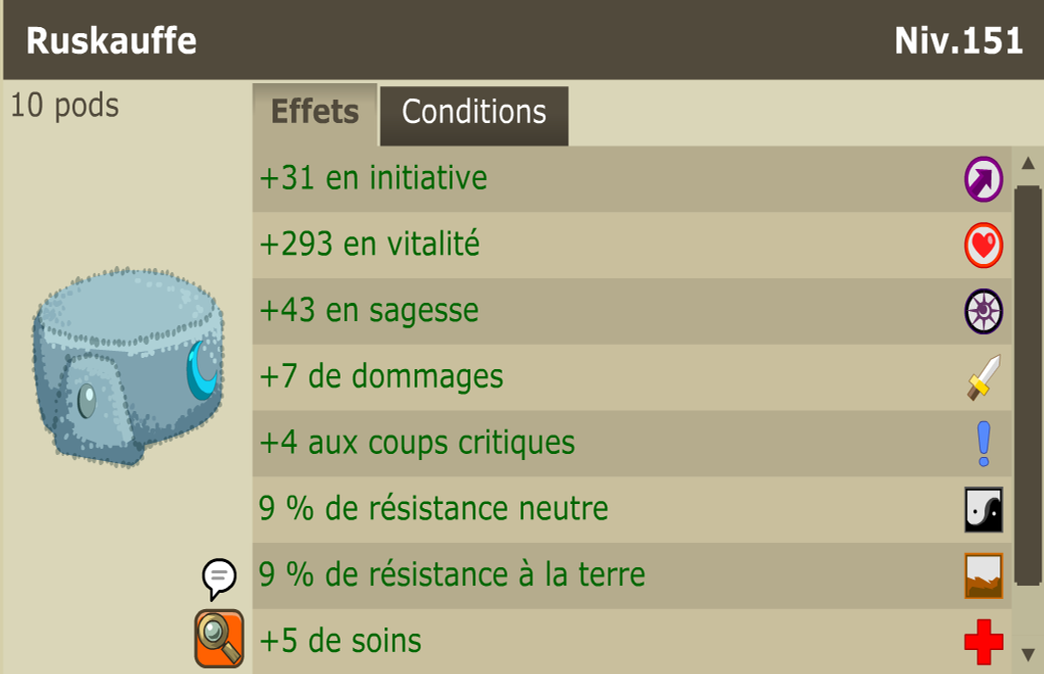 Ruskauffe
Niv.151
10 pods
Effets
Conditions
+31 en initiative
+293 en vitalité
+43 en sagesse
+7 de dommages
+4 aux coups critiques
9 % de résistance neutre
9 % de résistance à la terre
+5 de soins